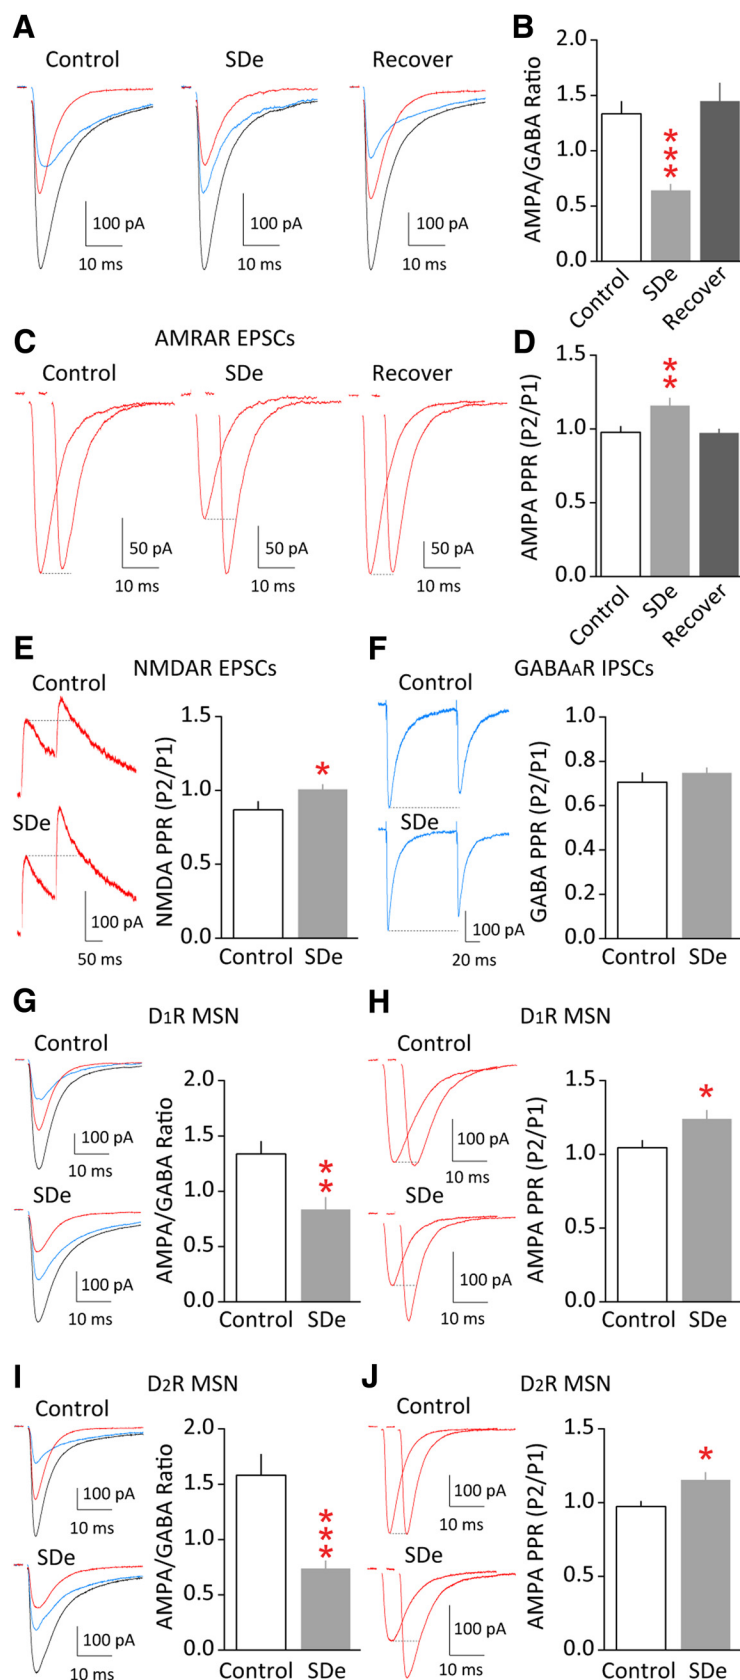 A
Control
SDe
Recover
100 pA
10 ms
100 pA
10 ms
100 pA
10 ms
B
AMPA/GABA Ratio
2.0
1.5
1.0
0.5
0.0
***
Control
SDe
Recover
C
AMRAR EPSCs
Control
SDe
Recover
50 pA
10 ms
50 pA
10 ms
50 pA
10 ms
D
AMPA PPR (P2/P1)
1.5
1.0
0.5
0.0
**
Control
SDe
Recover
E
NMDAR EPSCs
Control
SDe
100 pA
50 ms
NMDA PPR (P2/P1)
1.5
1.0
0.5
0.0
*
Control SDe
F
GABAAR IPSCs
Control
SDe
100 pA
20 ms
GABA PPR (P2/P1)
1.0
0.8
0.6
0.4
0.2
0.0
Control SDe
G
D1R MSN
Control
100 pA
10 ms
SDe
100 pA
10 ms
AMPA/GABA Ratio
2.0
1.5
1.0
0.5
0.0
**
Control SDe
H
D1R MSN
Control
100 pA
10 ms
SDe
100 pA
10 ms
AMPA PPR (P2/P1)
1.5
1.0
0.5
0.0
*
Control SDe
I
D2R MSN
Control
100 pA
10 ms
SDe
100 pA
10 ms
AMPA/GABA Ratio
2.0
1.5
1.0
0.5
0.0
***
Control SDe
J
D2R MSN
Control
100 pA
10 ms
SDe
100 pA
10 ms
AMPA PPR (P2/P1)
1.5
1.0
0.5
0.0
*
Control SDe